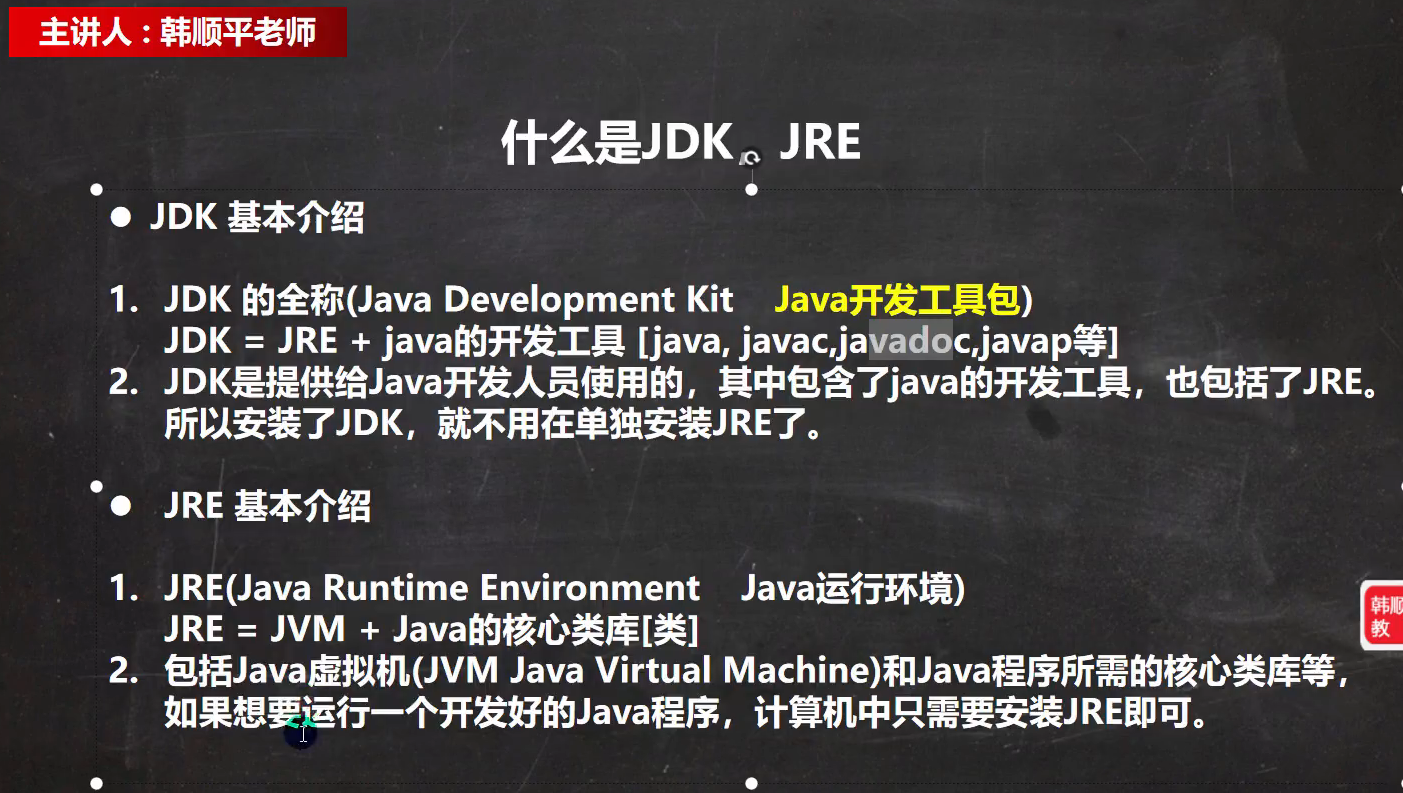 主讲人：韩顺平老师
什么是JDK、JRE
● JDK 基本介绍
1. JDK 的全称(Java Development Kit Java开发工具包)
JDK = JRE + java的开发工具 [java, javac,javadoc,javap等]
2. JDK是提供给Java开发人员使用的，其中包含了java的开发工具，也包括了JRE。
所以安装了JDK，就不用在单独安装JRE了。
● JRE 基本介绍
1. JRE(Java Runtime Environment Java运行环境)
JRE = JVM + Java的核心类库[类]
2. 包括Java虚拟机(JVM Java Virtual Machine)和Java程序所需的核心类库等，
如果想要运行一个开发好的Java程序，计算机中只需要安装JRE即可。
韩顺
教